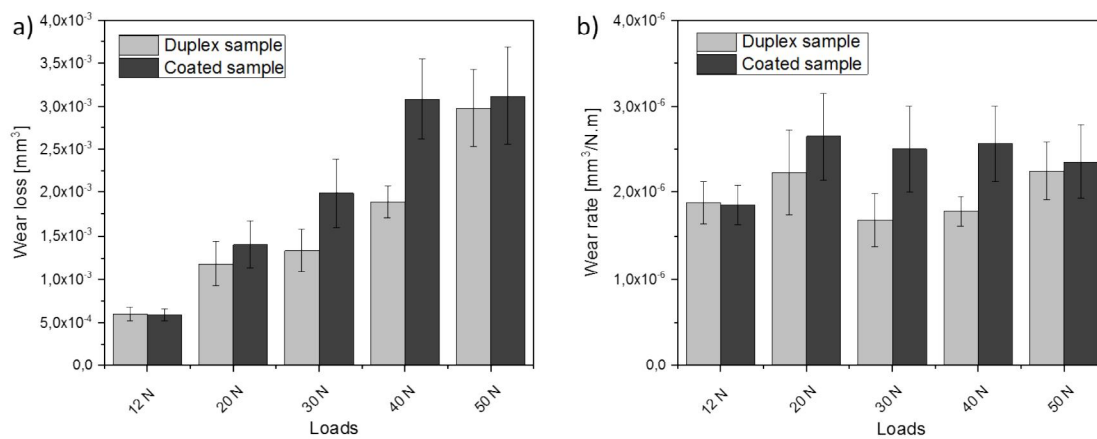 a)
Wear loss [mm³]
4,0x10⁻³
3,5x10⁻³
3,0x10⁻³
2,5x10⁻³
2,0x10⁻³
1,5x10⁻³
1,0x10⁻³
5,0x10⁻⁴
0,0
Duplex sample
Coated sample
12 N
20 N
30 N
40 N
50 N
Loads
b)
Wear rate [mm³/N.m]
4,0x10⁻⁶
3,0x10⁻⁶
2,0x10⁻⁶
1,0x10⁻⁶
0,0
Duplex sample
Coated sample
12 N
20 N
30 N
40 N
50 N
Loads